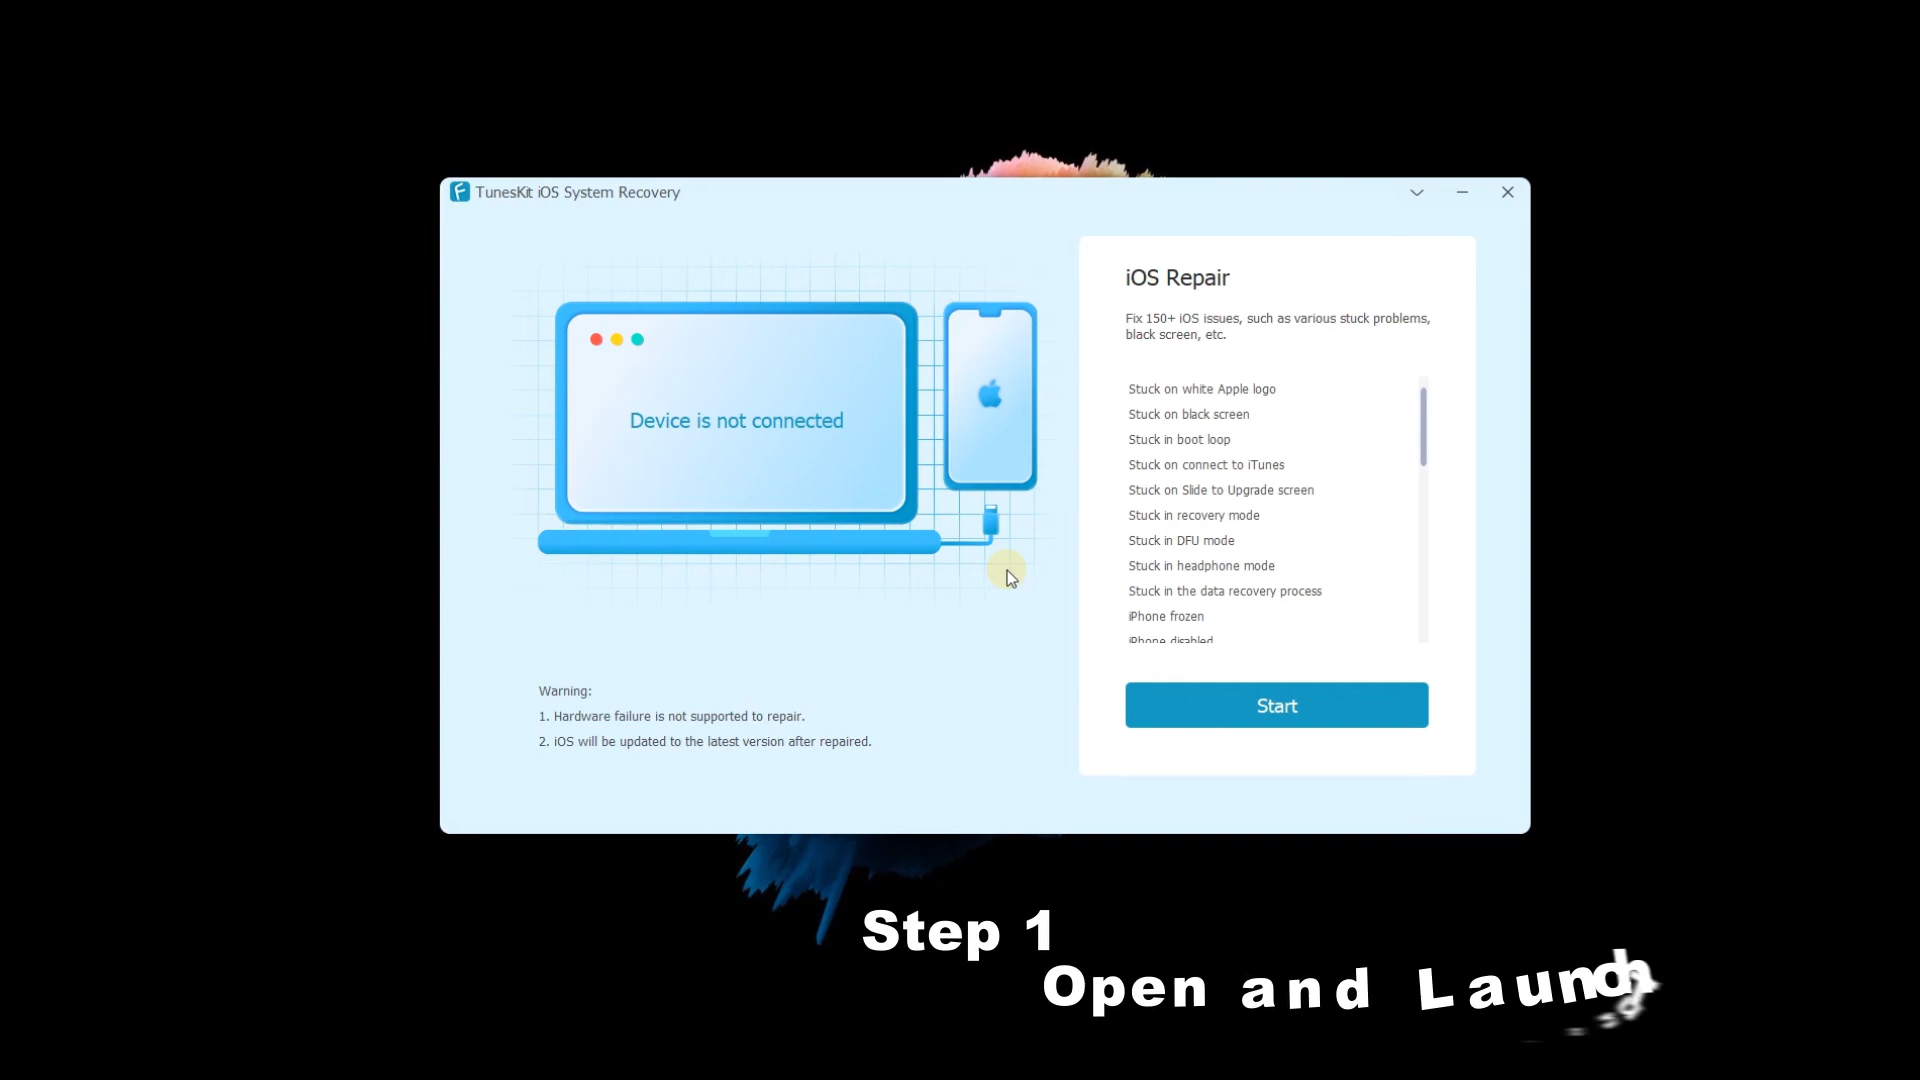 TunesKit iOS System Recovery
Device is not connected
Warning:
1. Hardware failure is not supported to repair.
2. iOS will be updated to the latest version after repaired.
iOS Repair
Fix 150+ iOS issues, such as various stuck problems,
black screen, etc.
Stuck on white Apple logo
Stuck on black screen
Stuck in boot loop
Stuck on connect to iTunes
Stuck on Slide to Upgrade screen
Stuck in recovery mode
Stuck in DFU mode
Stuck in headphone mode
Stuck in the data recovery process
iPhone frozen
iPhone disabled
Start
Step 1
Open and Launch